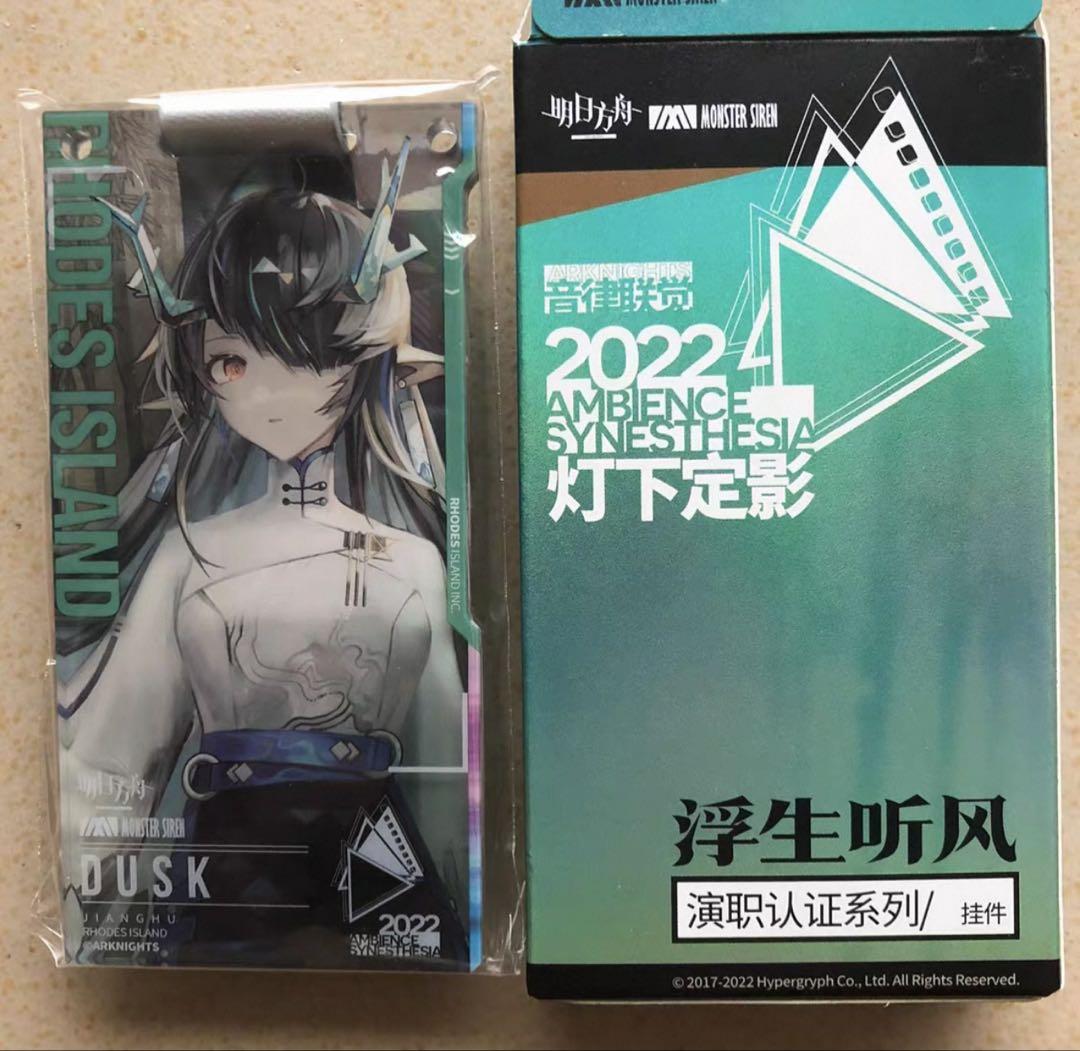 RHODES ISLAND
RHODES ISLAND INC.
明日方舟
MONSTER SIREN
DUSK
JIANGHU
RHODES ISLAND
©ARKNIGHTS
2022
AMBIENCE
SYNESTHESIA
MONSTER SIREN
明日方舟 MONSTER SIREN
ARKNIGHTS
音律联觉
2022
AMBIENCE
SYNESTHESIA
灯下定影
浮生听风
演职认证系列/ 挂件
© 2017-2022 Hypergryph Co., Ltd. All Rights Reserved.